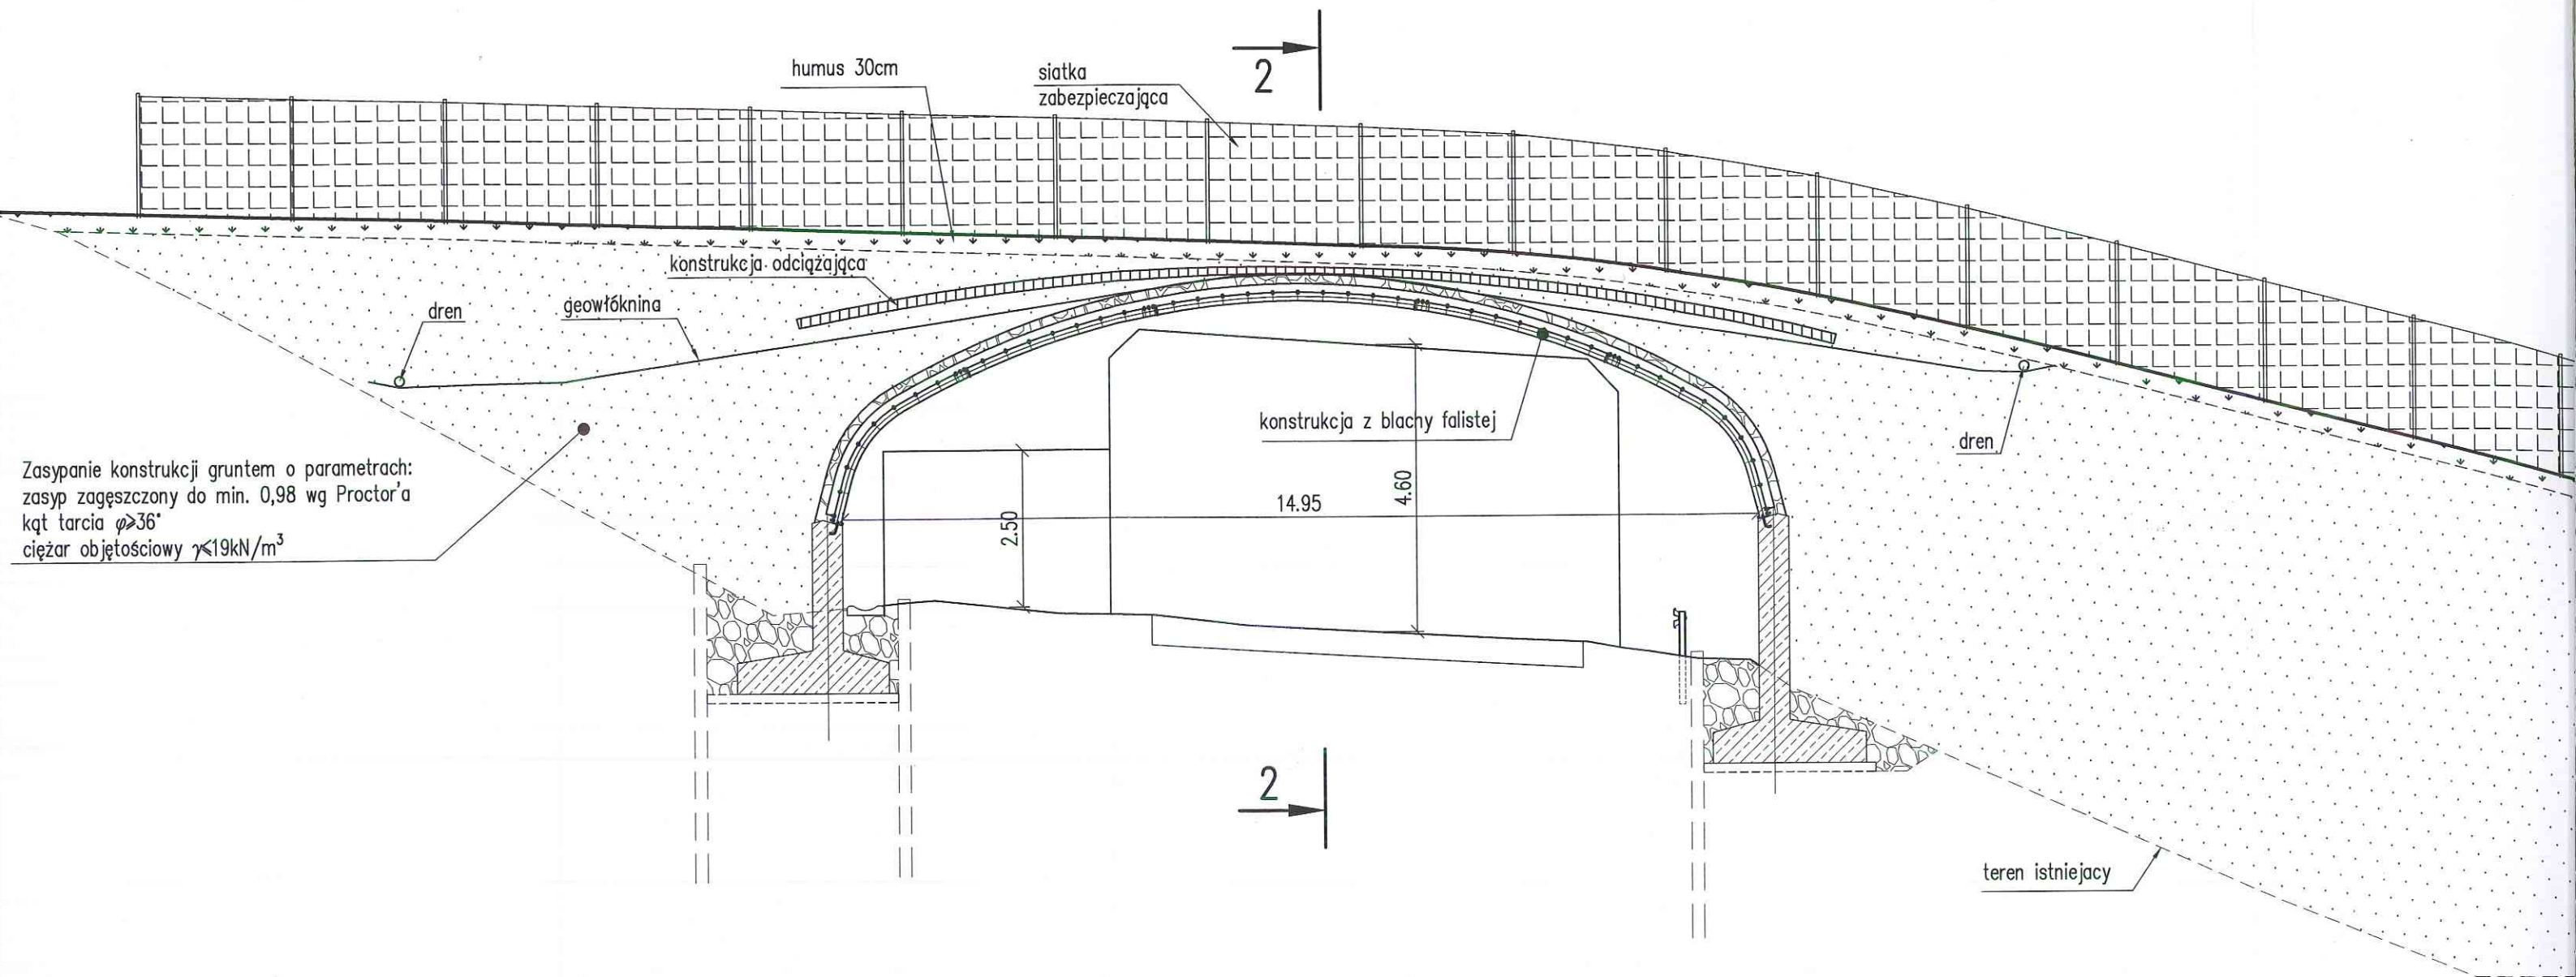 2
humus 30cm
siatka
zabezpieczająca
konstrukcja odciążająca
geowłóknina
dren
konstrukcja z blachy falistej
dren
Zasypanie konstrukcji gruntem o parametrach:
zasyp zagęszczony do min. 0,98 wg Proctor'a
kąt tarcia φ⩾36°
ciężar objętościowy γ⩽19kN/m³
14.95
4.60
2.50
2
teren istniejacy